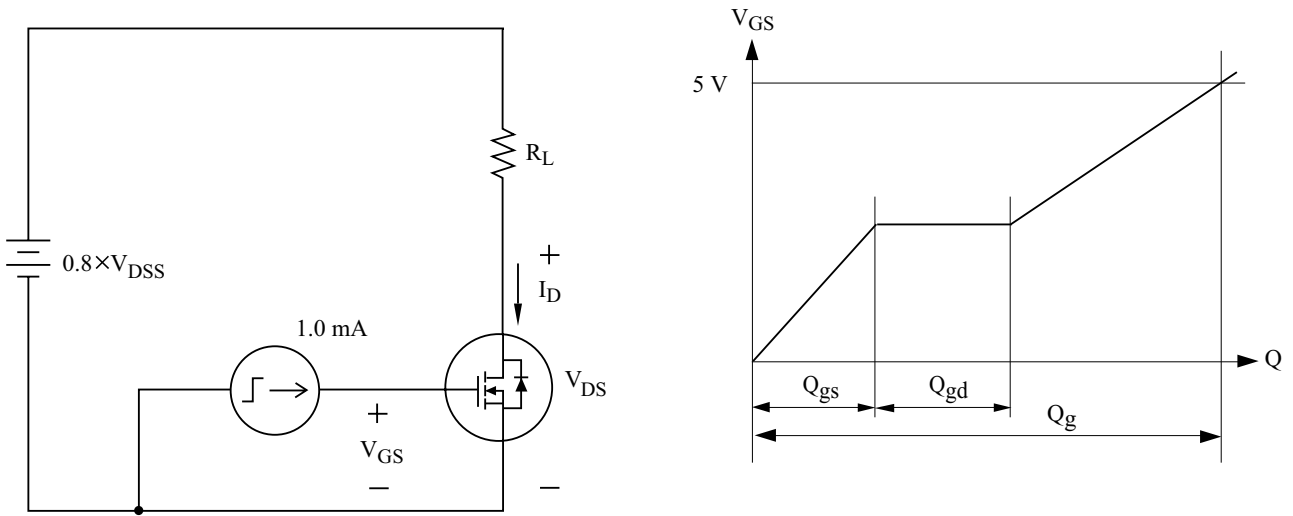 R_L
0.8×V_DSS
+
I_D
1.0 mA
V_DS
+
V_GS
−
−
V_GS
5 V
Q
Q_gs
Q_gd
Q_g